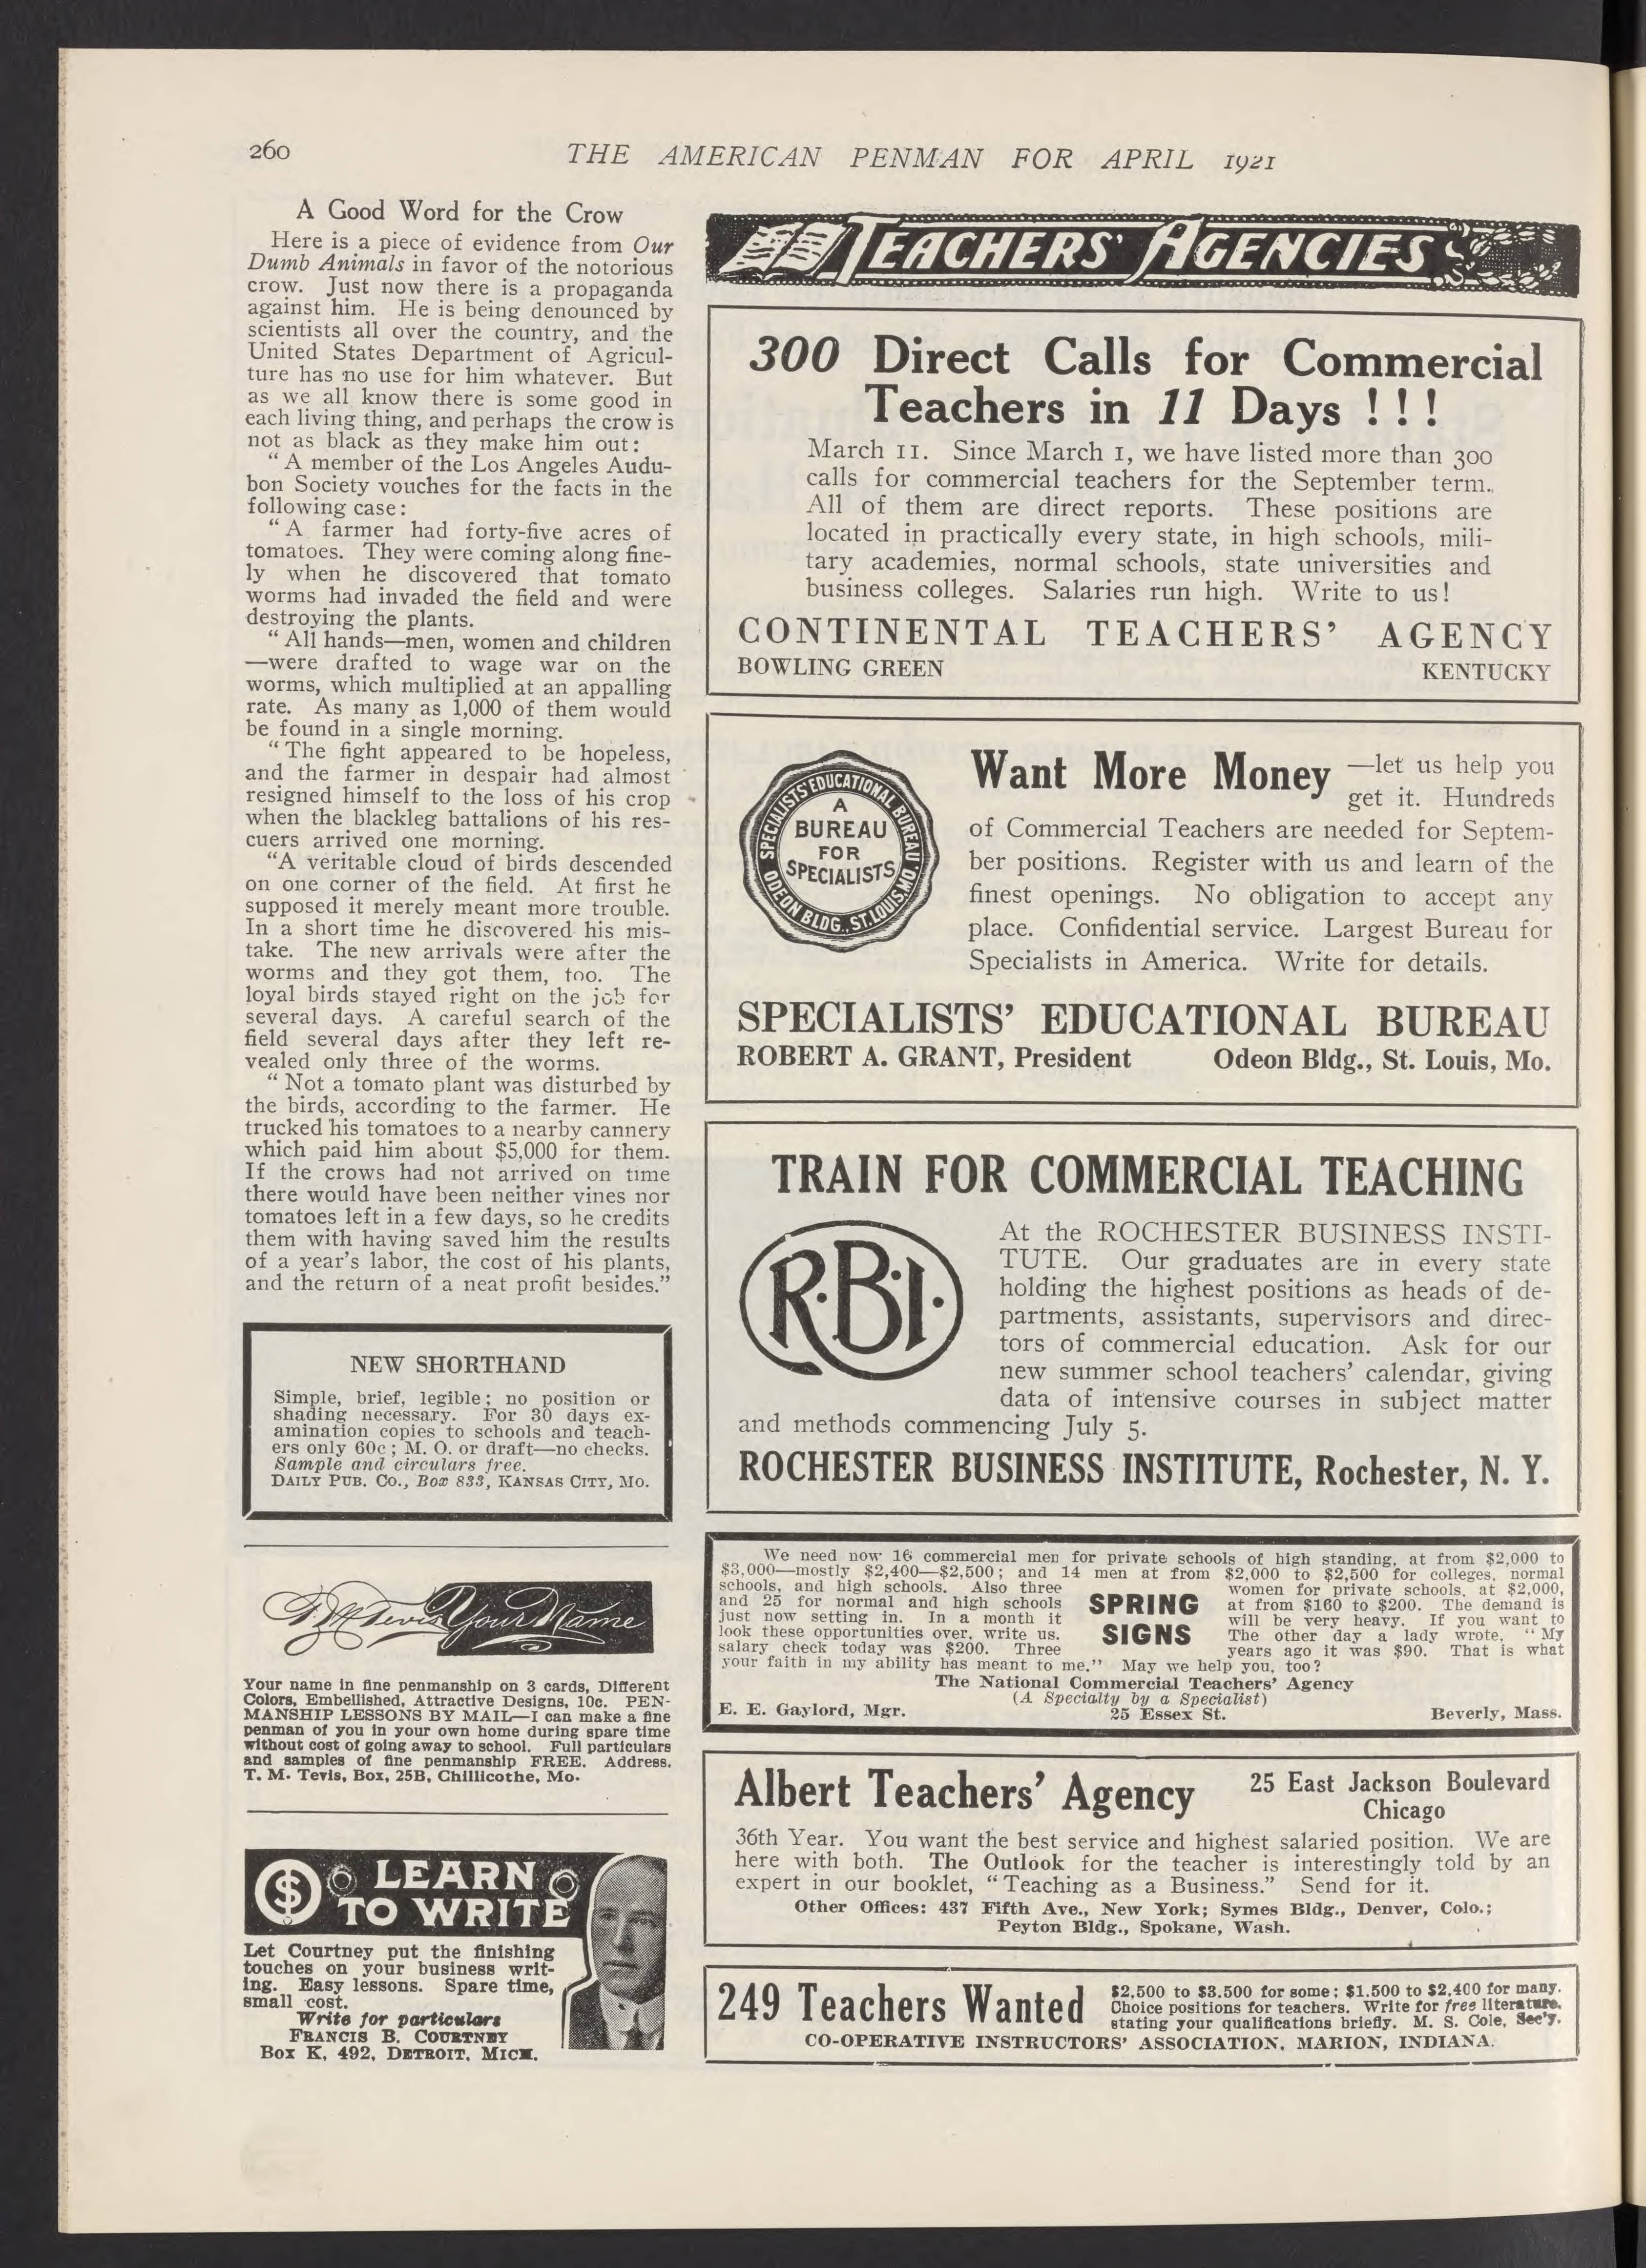 260
THE AMERICAN PENMAN FOR APRIL 1921
A Good Word for the Crow
Here is a piece of evidence from Our
Dumb Animals in favor of the notorious
crow. Just now there is a propaganda
against him. He is being denounced by
scientists all over the country, and the
United States Department of Agricul-
ture has no use for him whatever. But
as we all know there is some good in
each living thing, and perhaps the crow is
not as black as they make him out:
“A member of the Los Angeles Audu-
bon Society vouches for the facts in the
following case:
“A farmer had forty-five acres of
tomatoes. They were coming along fine-
ly when he discovered that tomato
worms had invaded the field and were
destroying the plants.
“All hands—men, women and children
—were drafted to wage war on the
worms, which multiplied at an appalling
rate. As many as 1,000 of them would
be found in a single morning.
“The fight appeared to be hopeless,
and the farmer in despair had almost
resigned himself to the loss of his crop
when the blackleg battalions of his res-
cuers arrived one morning.
“A veritable cloud of birds descended
on one corner of the field. At first he
supposed it merely meant more trouble.
In a short time he discovered his mis-
take. The new arrivals were after the
worms and they got them, too. The
loyal birds stayed right on the job for
several days. A careful search of the
field several days after they left re-
vealed only three of the worms.
“Not a tomato plant was disturbed by
the birds, according to the farmer. He
trucked his tomatoes to a nearby cannery
which paid him about $5,000 for them.
If the crows had not arrived on time
there would have been neither vines nor
tomatoes left in a few days, so he credits
them with having saved him the results
of a year’s labor, the cost of his plants,
and the return of a neat profit besides.”
NEW SHORTHAND
Simple, brief, legible; no position or
shading necessary. For 30 days ex-
amination copies to schools and teach-
ers only 60c; M. O. or draft—no checks.
Sample and circulars free.
DAILY PUB. CO., Box 833, KANSAS CITY, MO.
T. M. Tevis Your Name
Your name in fine penmanship on 3 cards, Different
Colors, Embellished, Attractive Designs, 10c. PEN-
MANSHIP LESSONS BY MAIL—I can make a fine
penman of you in your own home during spare time
without cost of going away to school. Full particulars
and samples of fine penmanship FREE. Address.
T. M. Tevis, Box, 25B, Chillicothe, Mo.
$ LEARN
TO WRITE
Let Courtney put the finishing
touches on your business writ-
ing. Easy lessons. Spare time,
small cost.
Write for particulars
FRANCIS B. COURTNEY
BOX K, 492, DETROIT, MICH.
TEACHERS’ AGENCIES
300 Direct Calls for Commercial
Teachers in 11 Days ! ! !
March 11. Since March 1, we have listed more than 300
calls for commercial teachers for the September term.
All of them are direct reports. These positions are
located in practically every state, in high schools, mili-
tary academies, normal schools, state universities and
business colleges. Salaries run high. Write to us!
CONTINENTAL TEACHERS’ AGENCY
BOWLING GREEN KENTUCKY
SPECIALISTS’ EDUCATIONAL BUREAU
A
BUREAU
FOR
SPECIALISTS
ODEON BLDG., ST. LOUIS, MO.
Want More Money —let us help you
get it. Hundreds
of Commercial Teachers are needed for Septem-
ber positions. Register with us and learn of the
finest openings. No obligation to accept any
place. Confidential service. Largest Bureau for
Specialists in America. Write for details.
SPECIALISTS’ EDUCATIONAL BUREAU
ROBERT A. GRANT, President Odeon Bldg., St. Louis, Mo.
TRAIN FOR COMMERCIAL TEACHING
R·B·I·
At the ROCHESTER BUSINESS INSTI-
TUTE. Our graduates are in every state
holding the highest positions as heads of de-
partments, assistants, supervisors and direc-
tors of commercial education. Ask for our
new summer school teachers’ calendar, giving
data of intensive courses in subject matter
and methods commencing July 5.
ROCHESTER BUSINESS INSTITUTE, Rochester, N. Y.
We need now 16 commercial men for private schools of high standing, at from $2,000 to
$3,000—mostly $2,400—$2,500; and 14 men at from $2,000 to $2,500 for colleges, normal
schools, and high schools. Also three women for private schools, at $2,000,
and 25 for normal and high schools at from $160 to $200. The demand is
just now setting in. In a month it will be very heavy. If you want to
look these opportunities over, write us. The other day a lady wrote, “My
salary check today was $200. Three years ago it was $90. That is what
your faith in my ability has meant to me.” May we help you, too?
SPRING
SIGNS
The National Commercial Teachers’ Agency
(A Specialty by a Specialist)
E. E. Gaylord, Mgr. 25 Essex St. Beverly, Mass.
Albert Teachers’ Agency 25 East Jackson Boulevard
Chicago
36th Year. You want the best service and highest salaried position. We are
here with both. The Outlook for the teacher is interestingly told by an
expert in our booklet, “Teaching as a Business.” Send for it.
Other Offices: 437 Fifth Ave., New York; Symes Bldg., Denver, Colo.;
Peyton Bldg., Spokane, Wash.
249 Teachers Wanted
$2,500 to $3,500 for some; $1,500 to $2,400 for many.
Choice positions for teachers. Write for free literature.
stating your qualifications briefly. M. S. Cole, Sec’y.
CO-OPERATIVE INSTRUCTORS’ ASSOCIATION, MARION, INDIANA.